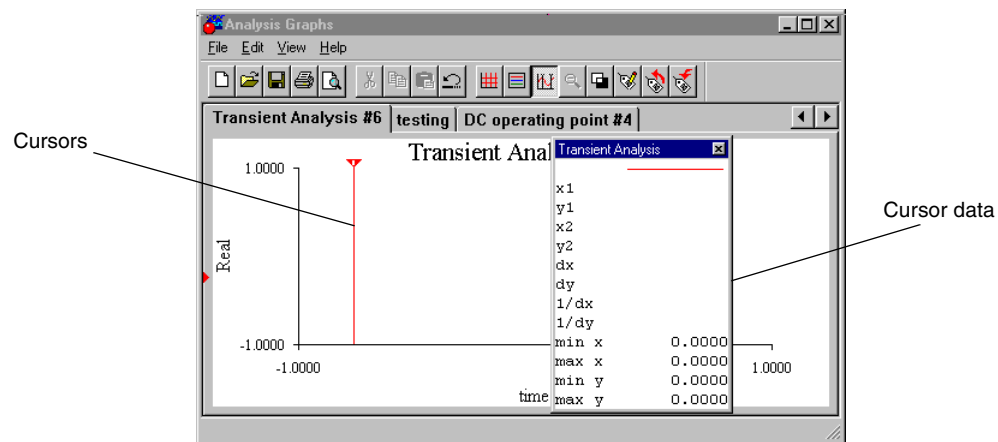 Analysis Graphs
File Edit View Help
Transient Analysis #6 testing DC operating point #4
Cursors
Transient Anal
Transient Analysis
1.0000
Real
-1.0000
-1.0000
1.0000
time
x1
y1
x2
y2
dx
dy
1/dx
1/dy
min x 0.0000
max x 0.0000
min y 0.0000
max y 0.0000
Cursor data